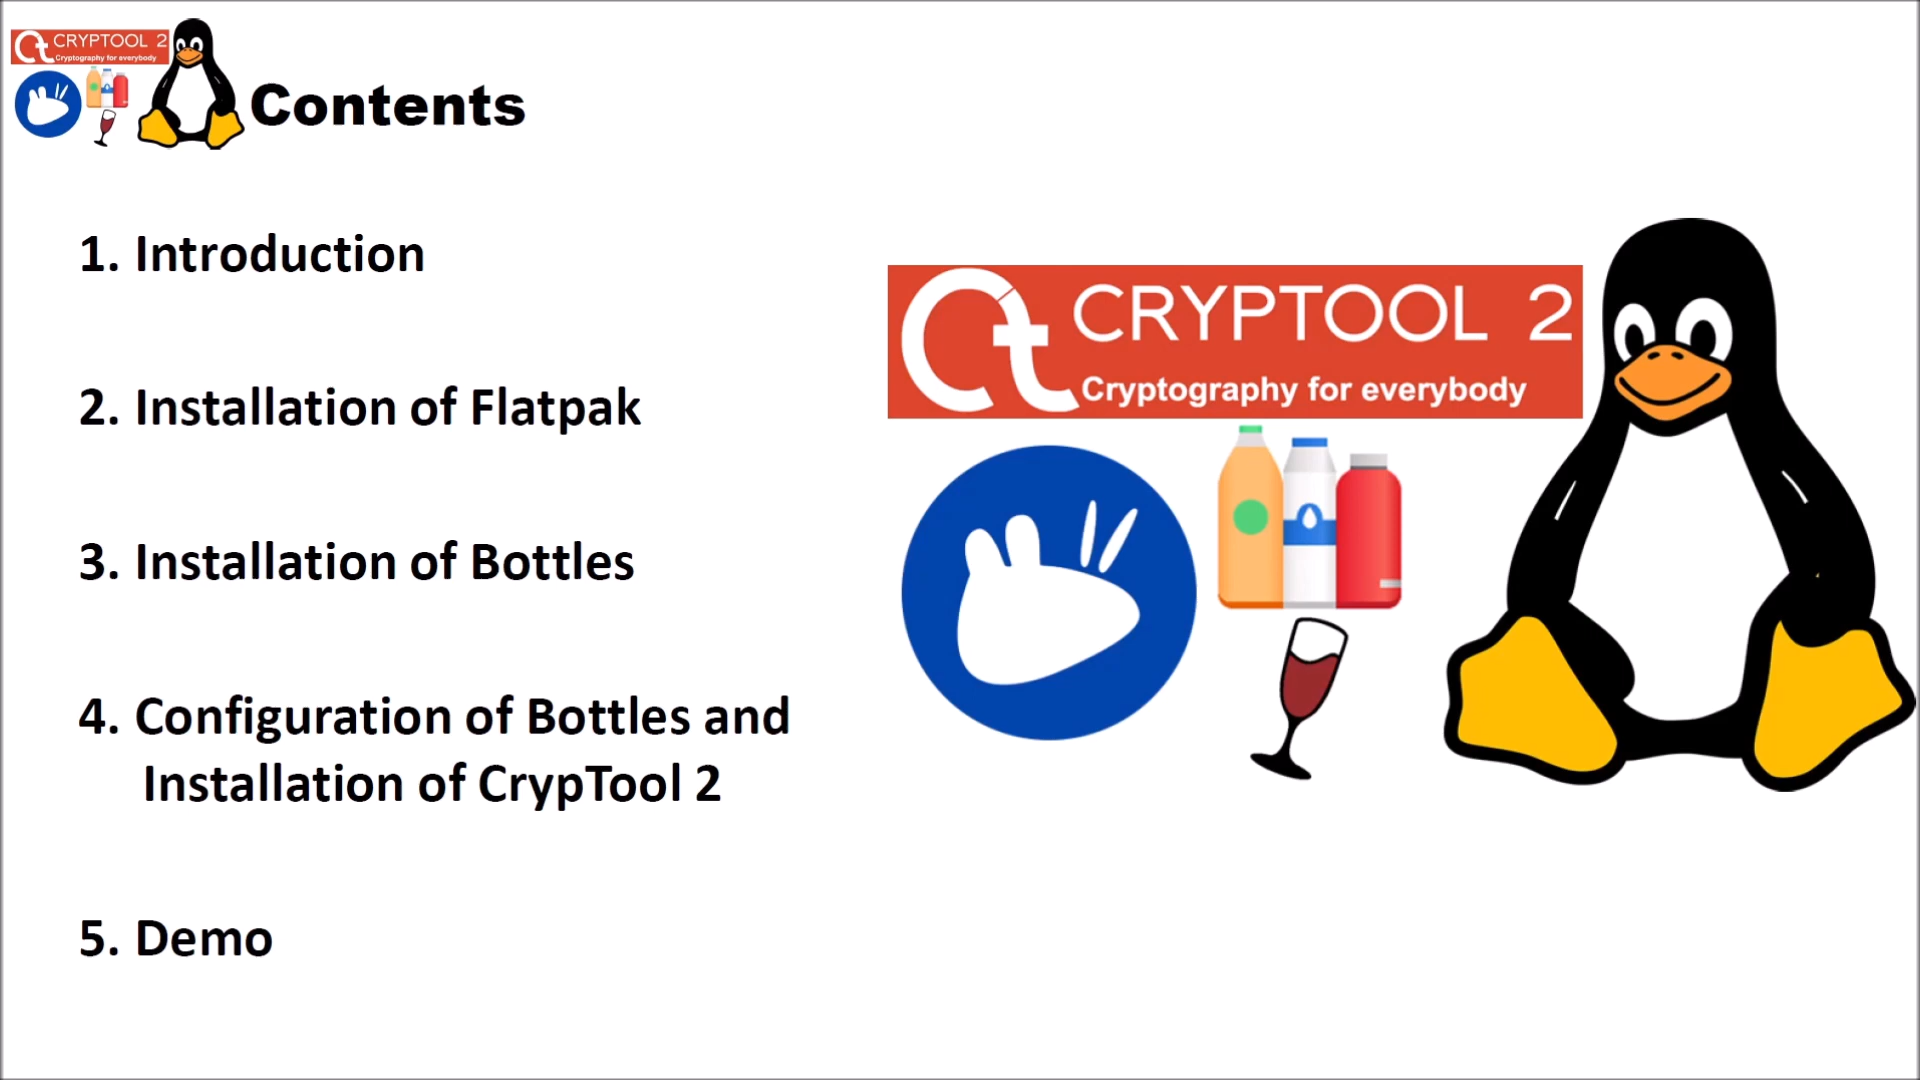 CRYPTOOL 2
Cryptography for everybody
Contents
1. Introduction
2. Installation of Flatpak
3. Installation of Bottles
4. Configuration of Bottles and
Installation of CrypTool 2
5. Demo
Ct CRYPTOOL 2
Cryptography for everybody